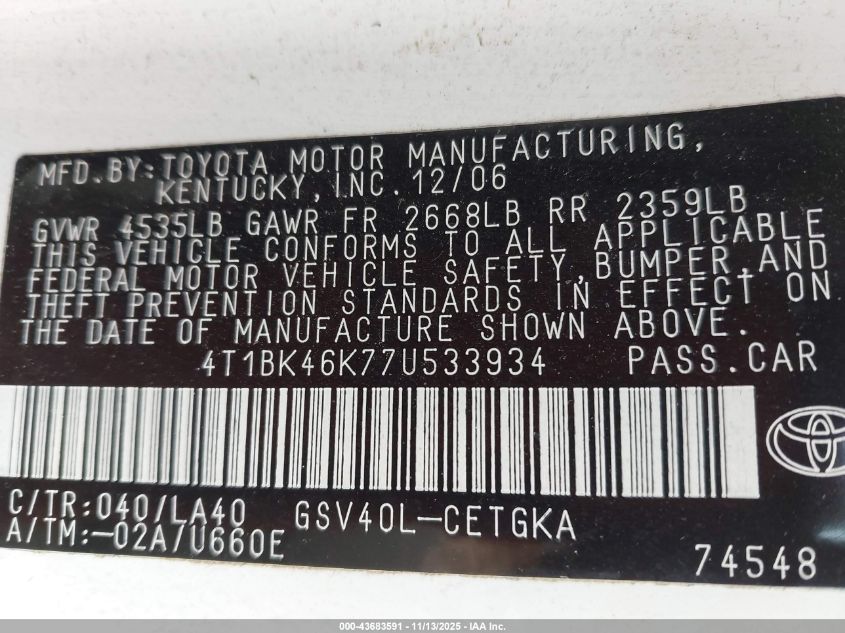 MFD.BY:TOYOTA MOTOR MANUFACTURING,
KENTUCKY,INC.12/06
GVWR 4535LB GAWR FR 2668LB RR 2359LB
THIS VEHICLE CONFORMS TO ALL APPLICABLE
FEDERAL MOTOR VEHICLE SAFETY,BUMPER,AND
THEFT PREVENTION STANDARDS IN EFFECT ON
THE DATE OF MANUFACTURE SHOWN ABOVE.
4T1BK46K77U533934 PASS.CAR
C/TR:040/LA40 GSV40L-CETGKA
A/TM:-02A/U660E
74548
000-43683591 - 11/13/2025 - IAA Inc.